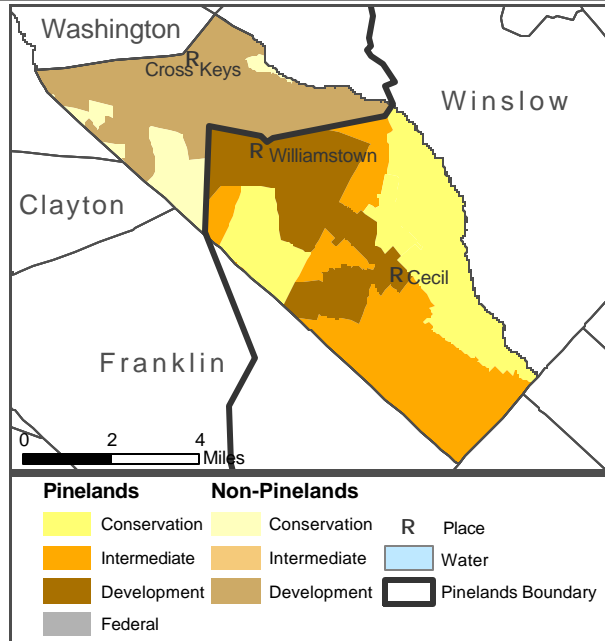 Washington
R
Cross Keys
Winslow
R Williamstown
Clayton
R Cecil
Franklin
0 2 4
Miles
Pinelands Non-Pinelands
Conservation Conservation R Place
Intermediate Intermediate Water
Development Development Pinelands Boundary
Federal